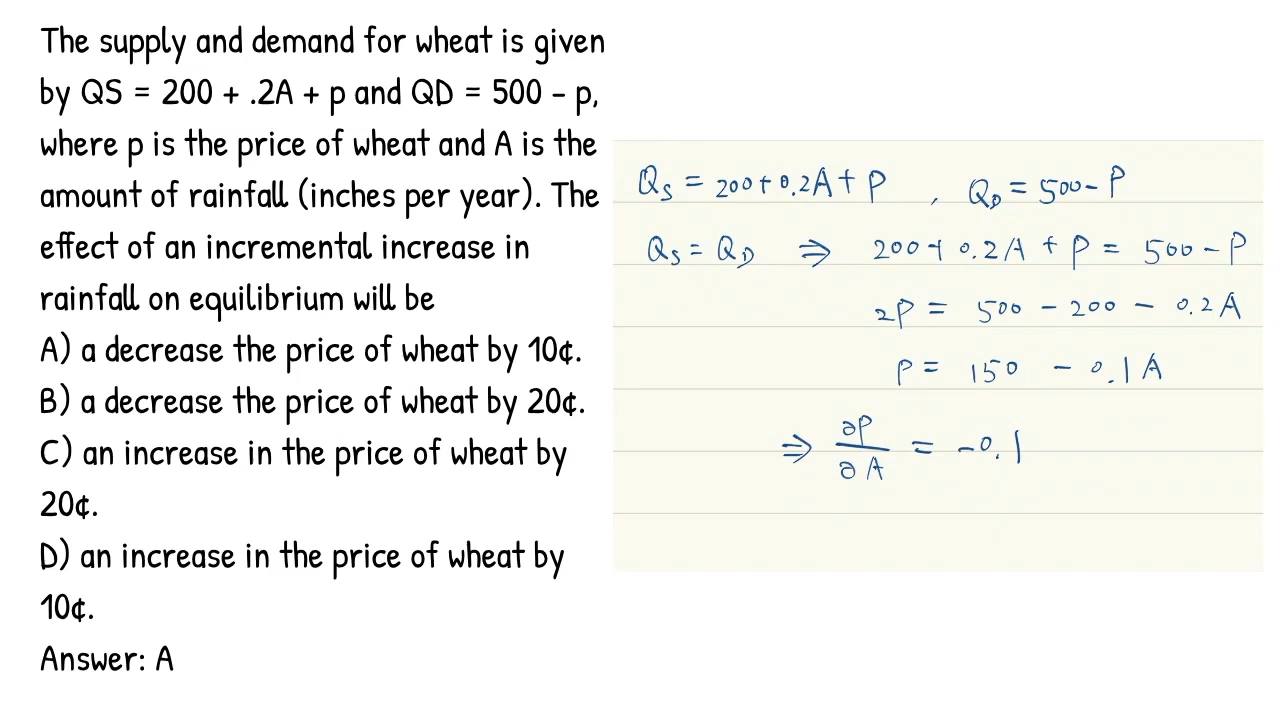 The supply and demand for wheat is given
by QS = 200 + .2A + p and QD = 500 – p,
where p is the price of wheat and A is the
amount of rainfall (inches per year). The
effect of an incremental increase in
rainfall on equilibrium will be
A) a decrease the price of wheat by 10¢.
B) a decrease the price of wheat by 20¢.
C) an increase in the price of wheat by
20¢.
D) an increase in the price of wheat by
10¢.
Answer: A
Qs = 200 + 0.2A + P , QD = 500 - P
Qs = QD ⇒ 200 + 0.2A + P = 500 - P
2P = 500 - 200 - 0.2A
P = 150 - 0.1A
⇒ ∂P/∂A = -0.1